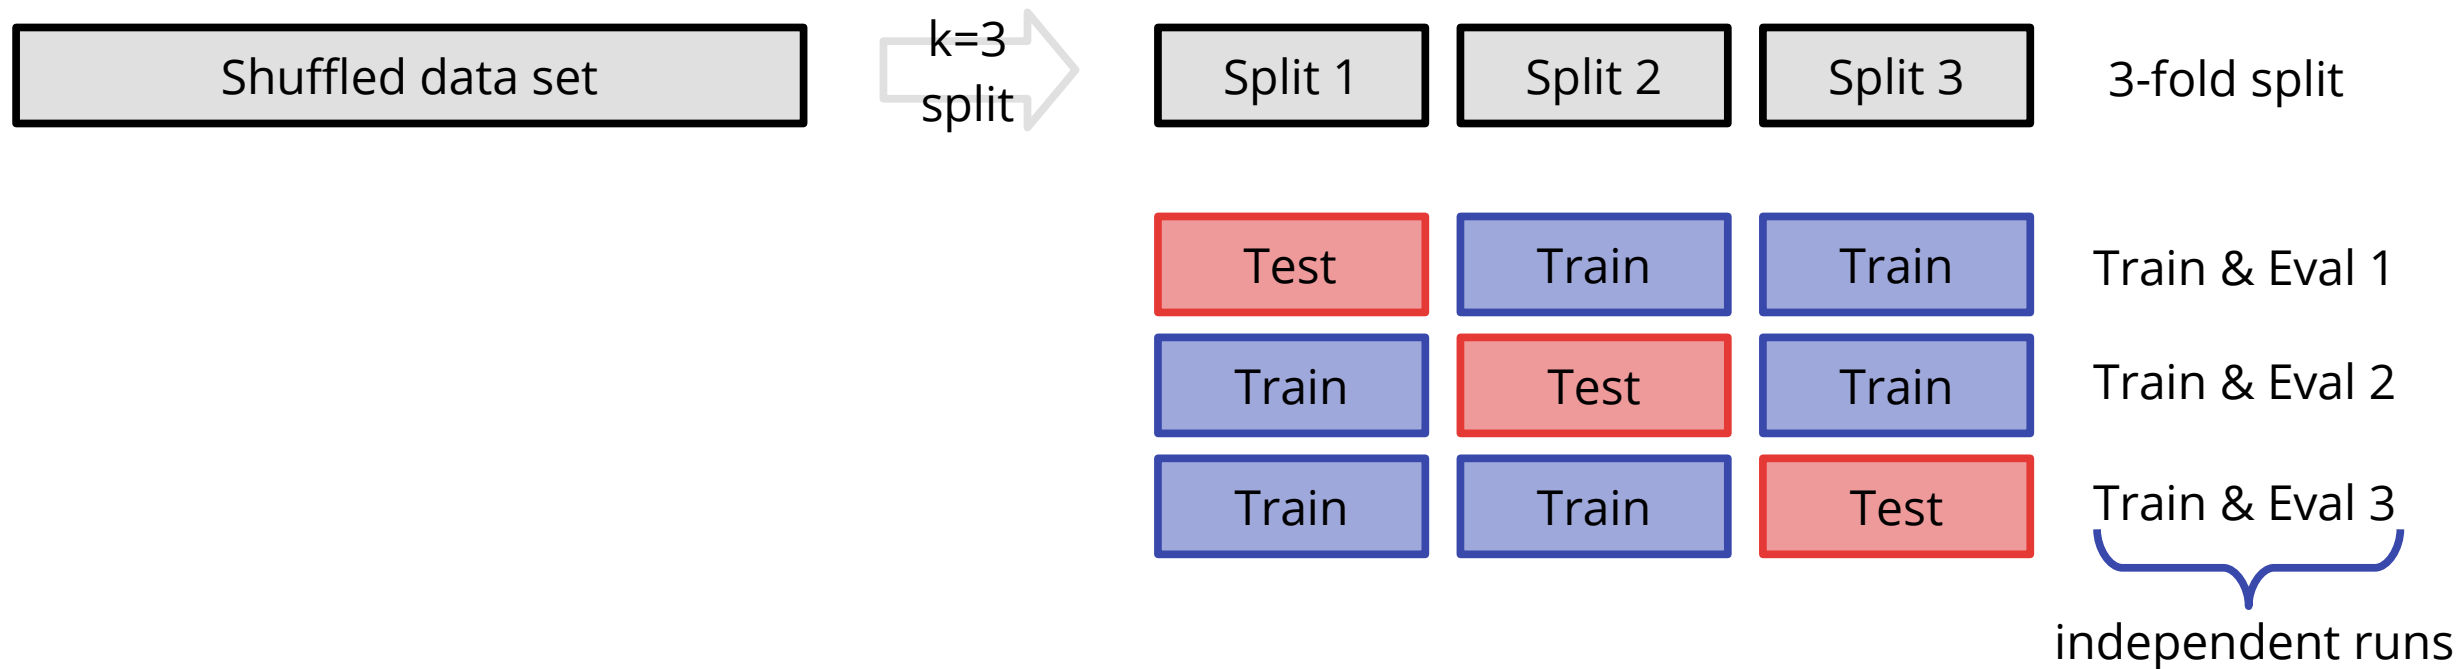 Shuffled data set
k=3
split
Split 1
Split 2
Split 3
3-fold split
Test
Train
Train
Train & Eval 1
Train
Test
Train
Train & Eval 2
Train
Train
Test
Train & Eval 3
independent runs